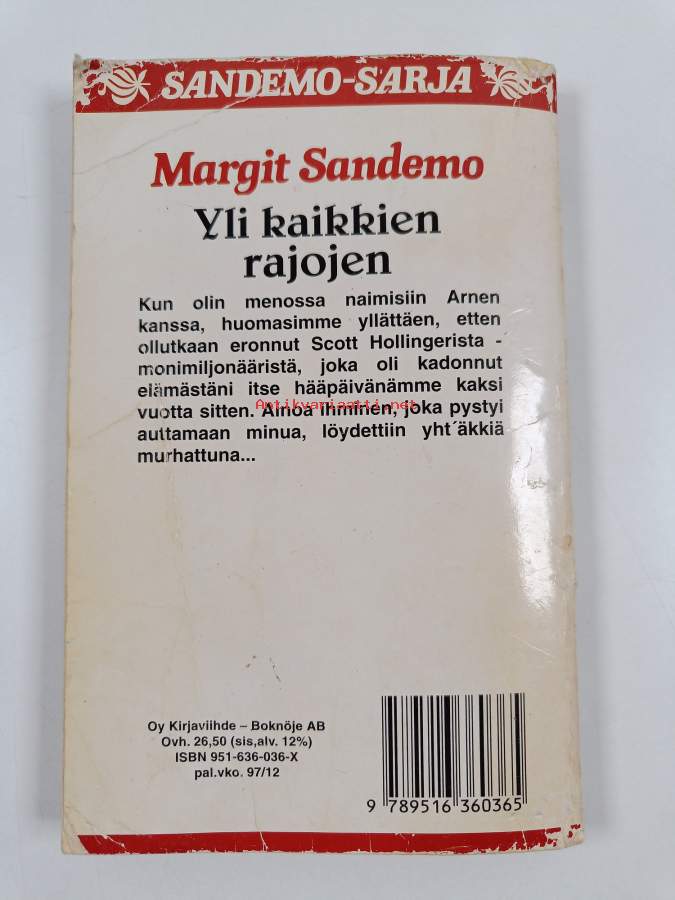 SANDEMO-SARJA
Margit Sandemo
Yli kaikkien
rajojen
Kun olin menossa naimisiin Arnen
kanssa, huomasimme yllättäen, etten
ollutkaan eronnut Scott Hollingerista -
monimiljonääristä, joka oli kadonnut
elämästäni itse hääpäivänämme kaksi
vuotta sitten. Ainoa ihminen, joka pystyi
Antikvariaatti.net
auttamaan minua, löydettiin yht´äkkiä
murhattuna...
Oy Kirjaviihde – Boknöje AB
Ovh. 26,50 (sis,alv. 12%)
ISBN 951-636-036-X
pal.vko. 97/12
9 789516 360365